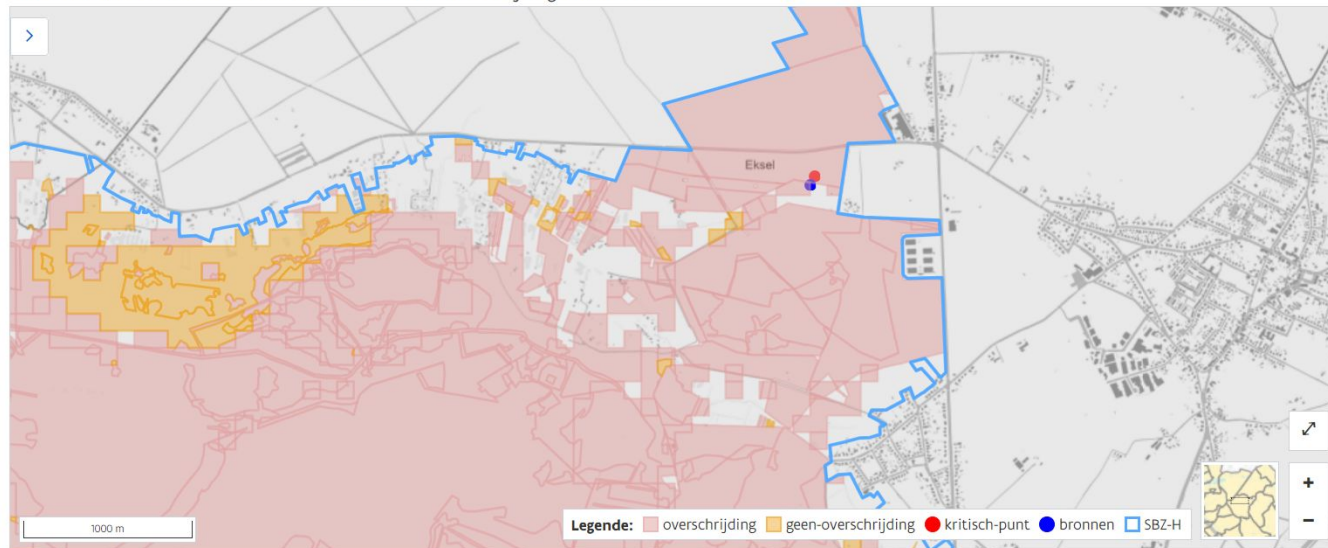 Eksel
1000 m
Legende: overschrijding geen-overschrijding kritisch-punt bronnen SBZ-H
+
−